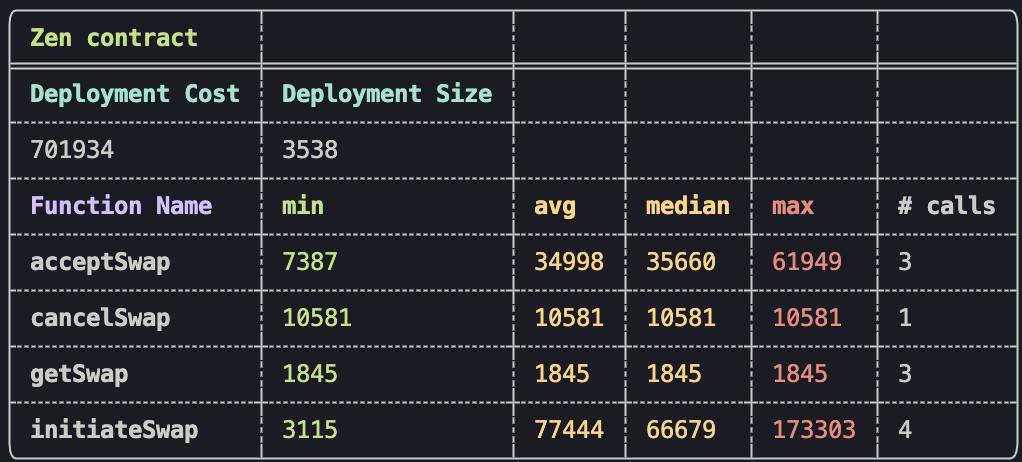 Zen contract
Deployment Cost Deployment Size
701934 3538
Function Name min avg median max # calls
acceptSwap 7387 34998 35660 61949 3
cancelSwap 10581 10581 10581 10581 1
getSwap 1845 1845 1845 1845 3
initiateSwap 3115 77444 66679 173303 4